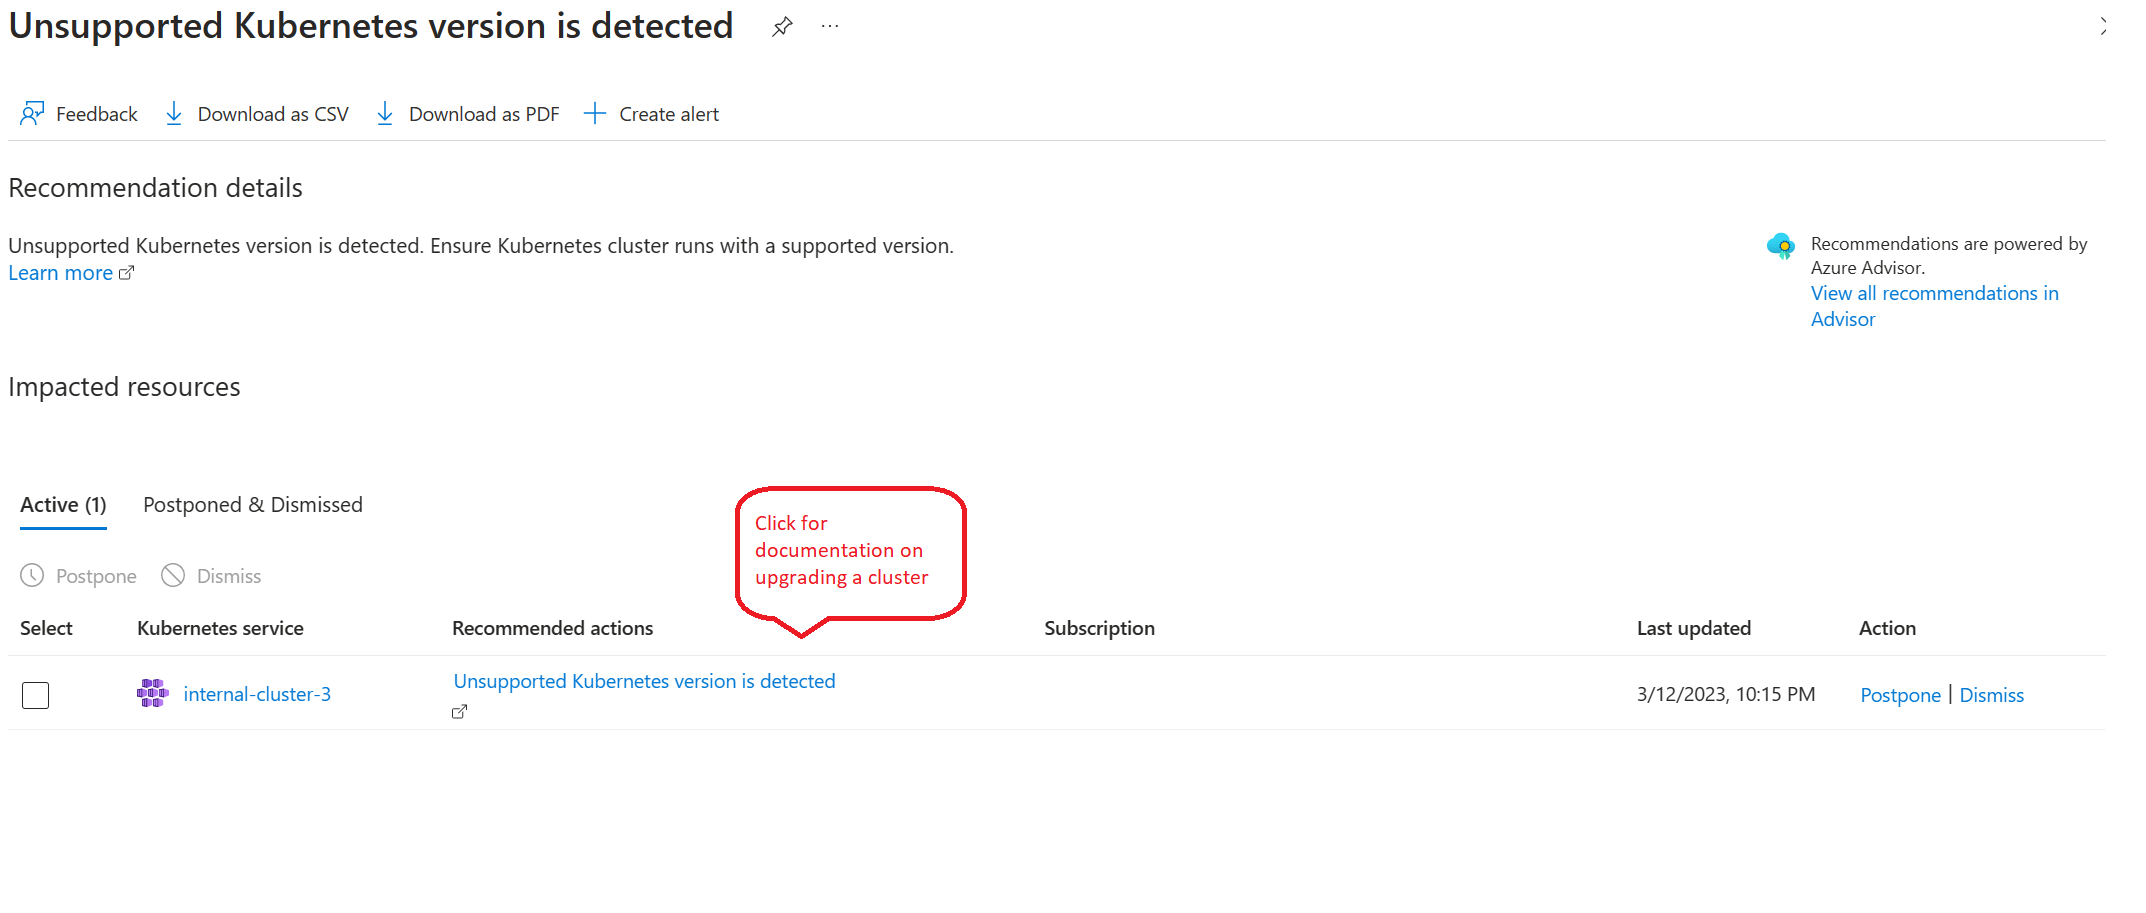 Unsupported Kubernetes version is detected
Feedback
Download as CSV
Download as PDF
Create alert
Recommendation details
Unsupported Kubernetes version is detected. Ensure Kubernetes cluster runs with a supported version.
Learn more
Recommendations are powered by
Azure Advisor.
View all recommendations in
Advisor
Impacted resources
Active (1)
Postponed & Dismissed
Click for
documentation on
upgrading a cluster
Postpone
Dismiss
Select
Kubernetes service
Recommended actions
Subscription
Last updated
Action
internal-cluster-3
Unsupported Kubernetes version is detected
3/12/2023, 10:15 PM
Postpone | Dismiss